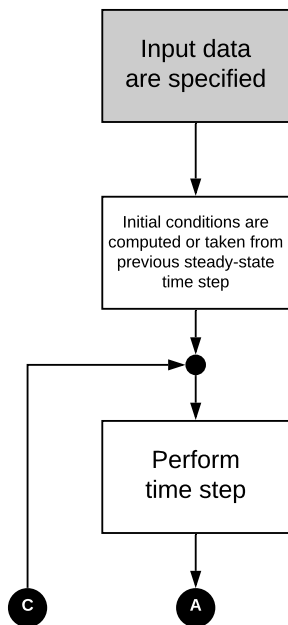 Input data
are specified
Initial conditions are
computed or taken from
previous steady-state
time step
Perform
time step
C
A